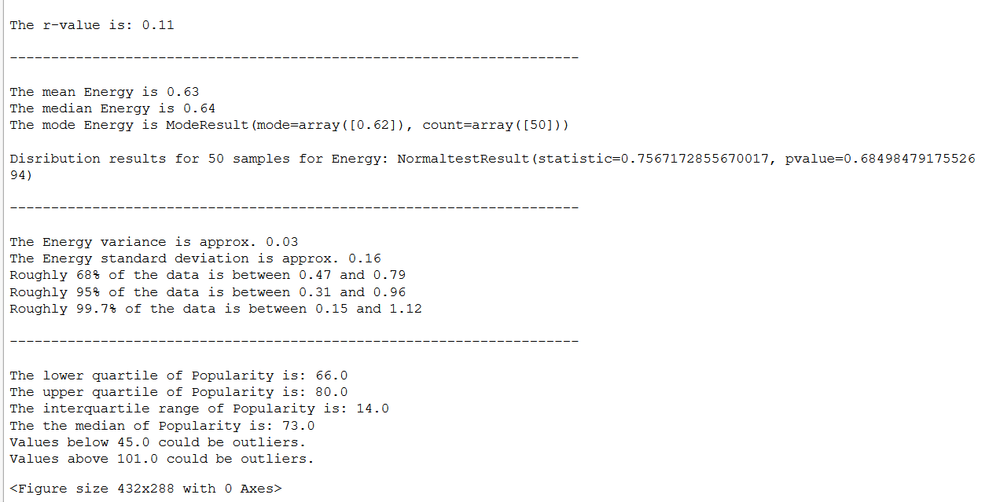 The r-value is: 0.11
---------------------------------------------------------------------
The mean Energy is 0.63
The median Energy is 0.64
The mode Energy is ModeResult(mode=array([0.62]), count=array([50]))
Disribution results for 50 samples for Energy: NormaltestResult(statistic=0.7567172855670017, pvalue=0.68498479175526
94)
---------------------------------------------------------------------
The Energy variance is approx. 0.03
The Energy standard deviation is approx. 0.16
Roughly 68% of the data is between 0.47 and 0.79
Roughly 95% of the data is between 0.31 and 0.96
Roughly 99.7% of the data is between 0.15 and 1.12
---------------------------------------------------------------------
The lower quartile of Popularity is: 66.0
The upper quartile of Popularity is: 80.0
The interquartile range of Popularity is: 14.0
The the median of Popularity is: 73.0
Values below 45.0 could be outliers.
Values above 101.0 could be outliers.
<Figure size 432x288 with 0 Axes>